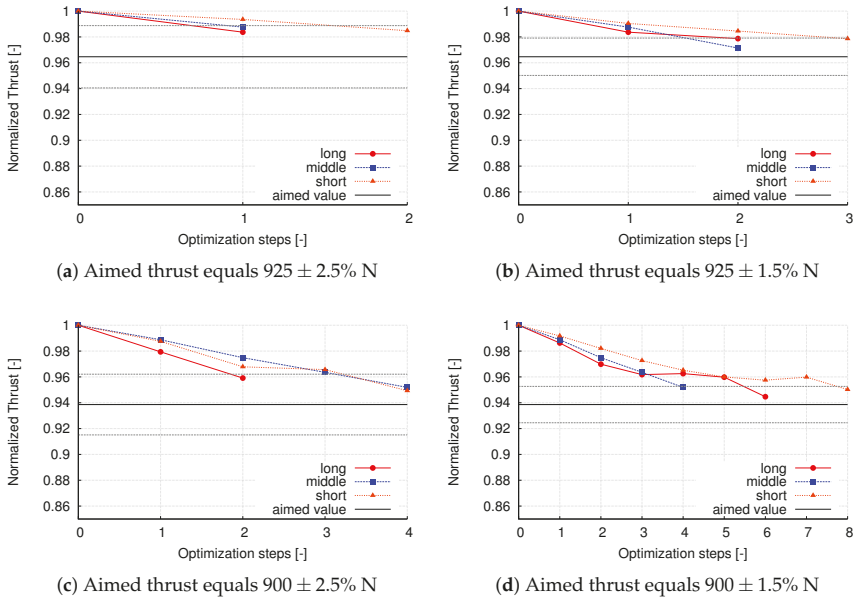 1
0.98
0.96
0.94
0.92
0.9
0.88
0.86
Normalized Thrust [-]
0 1 2
Optimization steps [-]
long
middle
short
aimed value
(a) Aimed thrust equals 925 ± 2.5% N
1
0.98
0.96
0.94
0.92
0.9
0.88
0.86
Normalized Thrust [-]
0 1 2 3
Optimization steps [-]
long
middle
short
aimed value
(b) Aimed thrust equals 925 ± 1.5% N
1
0.98
0.96
0.94
0.92
0.9
0.88
0.86
Normalized Thrust [-]
0 1 2 3 4
Optimization steps [-]
long
middle
short
aimed value
(c) Aimed thrust equals 900 ± 2.5% N
1
0.98
0.96
0.94
0.92
0.9
0.88
0.86
Normalized Thrust [-]
0 1 2 3 4 5 6 7 8
Optimization steps [-]
long
middle
short
aimed value
(d) Aimed thrust equals 900 ± 1.5% N